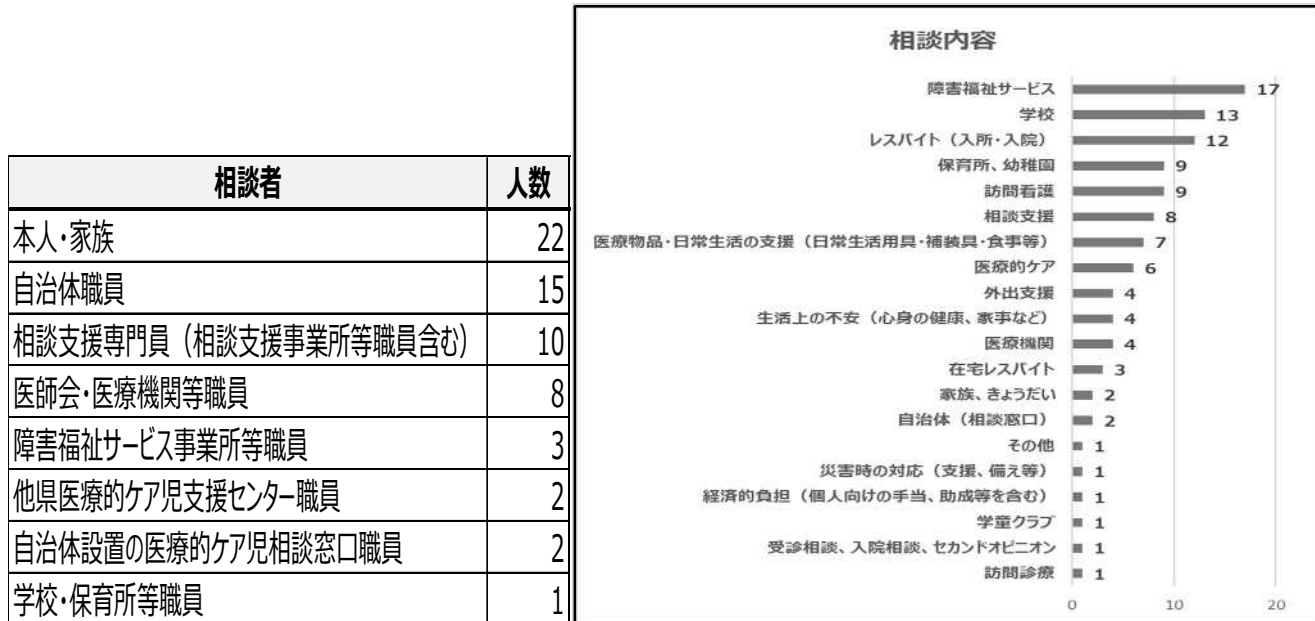 相談者 人数
本人・家族 22
自治体職員 15
相談支援専門員（相談支援事業所等職員含む） 10
医師会・医療機関等職員 8
障害福祉サービス事業所等職員 3
他県医療的ケア児支援センター職員 2
自治体設置の医療的ケア児相談窓口職員 2
学校・保育所等職員 1
相談内容
障害福祉サービス 17
学校 13
レスパイト（入所・入院） 12
保育所、幼稚園 9
訪問看護 9
相談支援 8
医療物品・日常生活の支援（日常生活用具・補装具・食事等） 7
医療的ケア 6
外出支援 4
生活上の不安（心身の健康、家事など） 4
医療機関 4
在宅レスパイト 3
家族、きょうだい 2
自治体（相談窓口） 2
その他 1
災害時の対応（支援、備え等） 1
経済的負担（個人向けの手当、助成等を含む） 1
学童クラブ 1
受診相談、入院相談、セカンドオピニオン 1
訪問診療 1
0 10 20